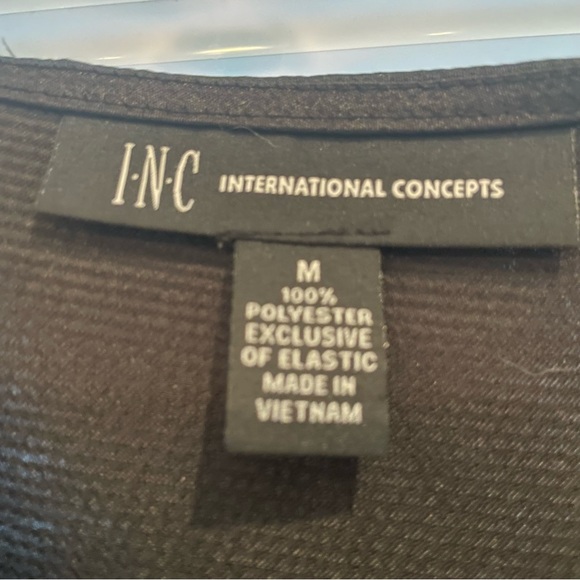 I·N·C INTERNATIONAL CONCEPTS
M
100%
POLYESTER
EXCLUSIVE
OF ELASTIC
MADE IN
VIETNAM